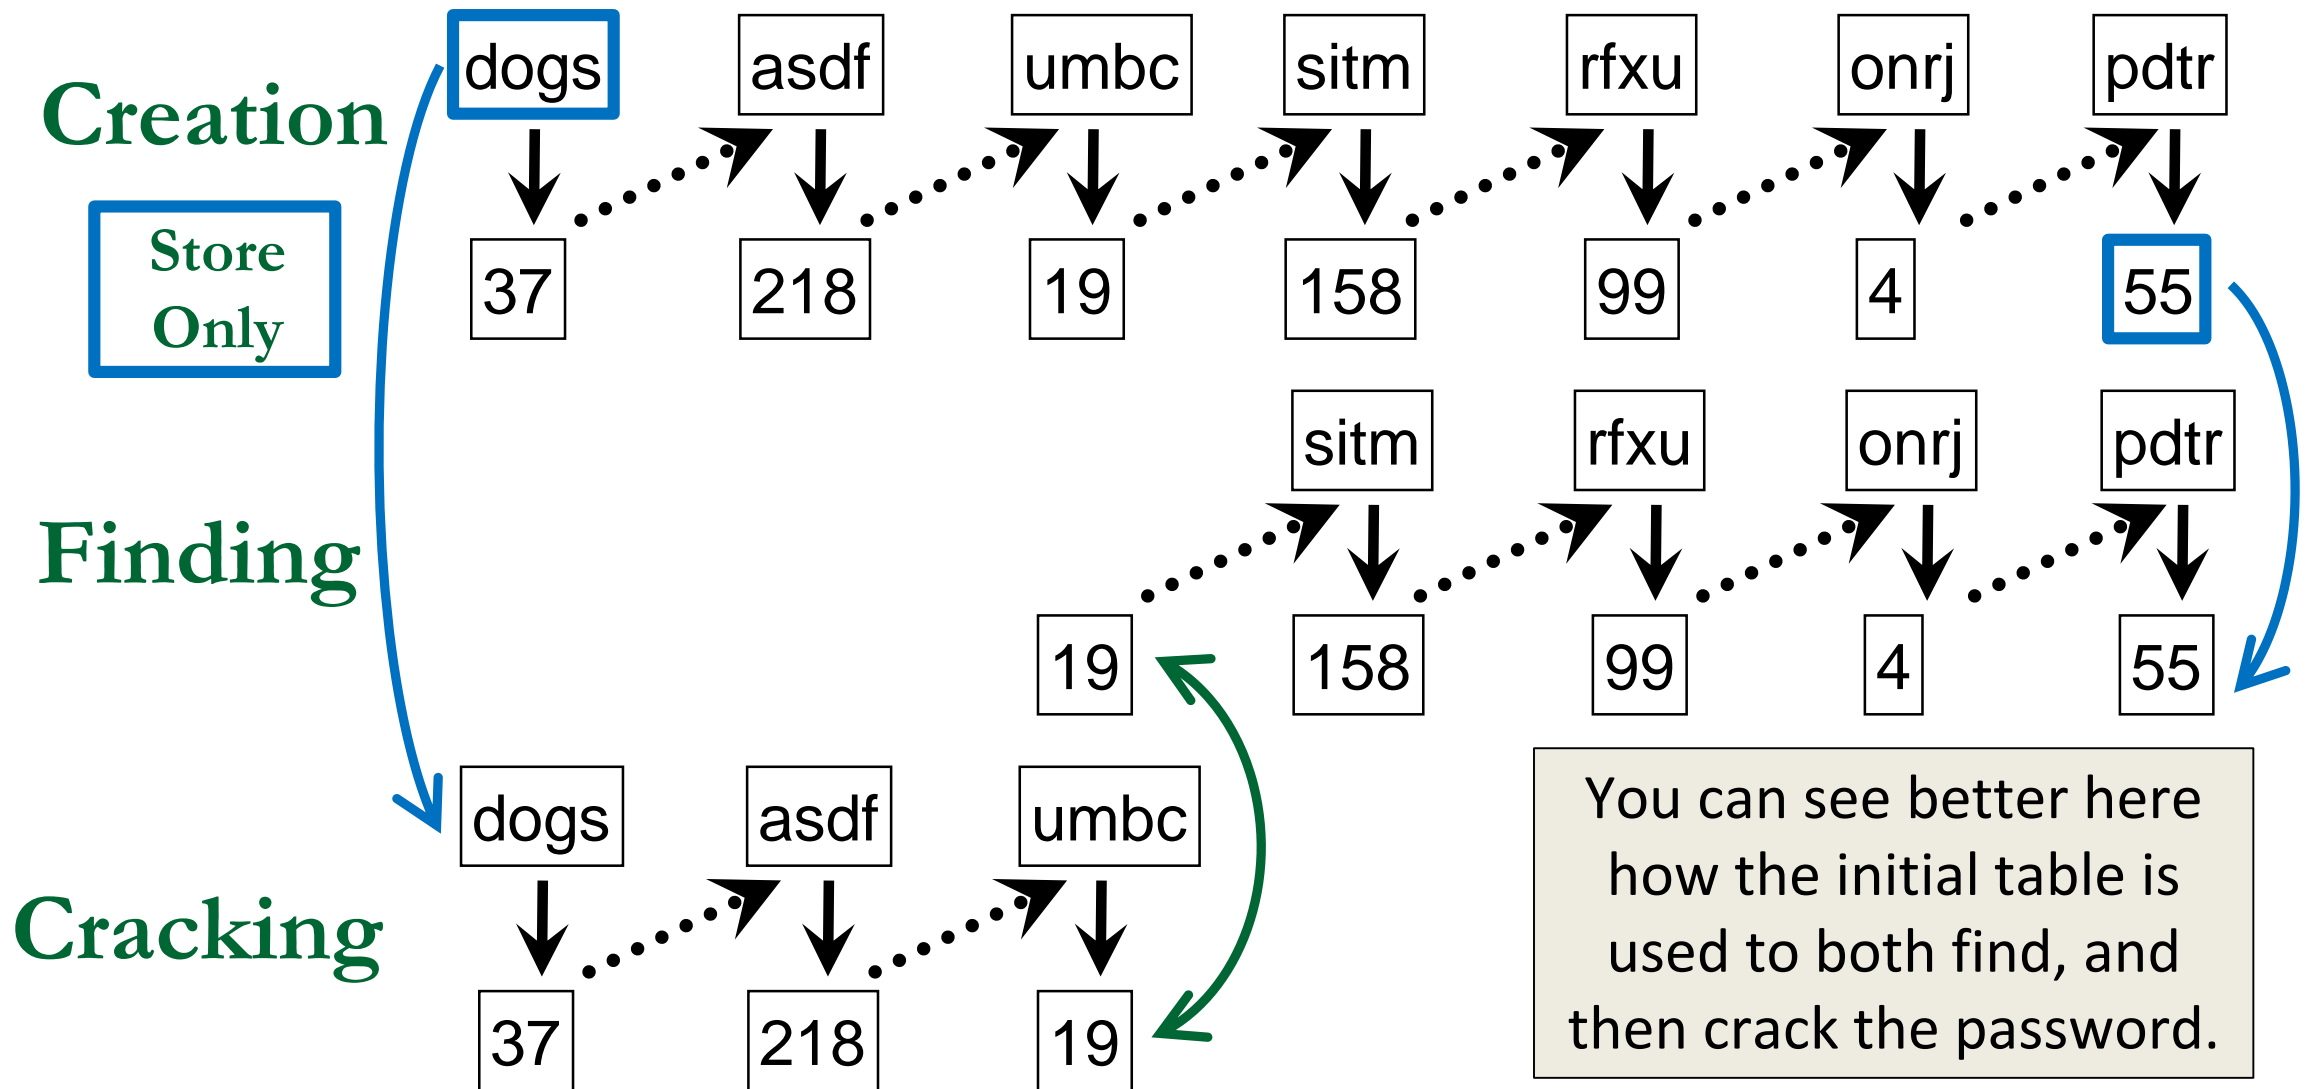 dogs asdf umbc sitm rfxu onrj pdtr
Creation
Store
Only
37 218 19 158 99 4 55
sitm rfxu onrj pdtr
Finding
19 158 99 4 55
dogs asdf umbc
Cracking
37 218 19
You can see better here
how the initial table is
used to both find, and
then crack the password.